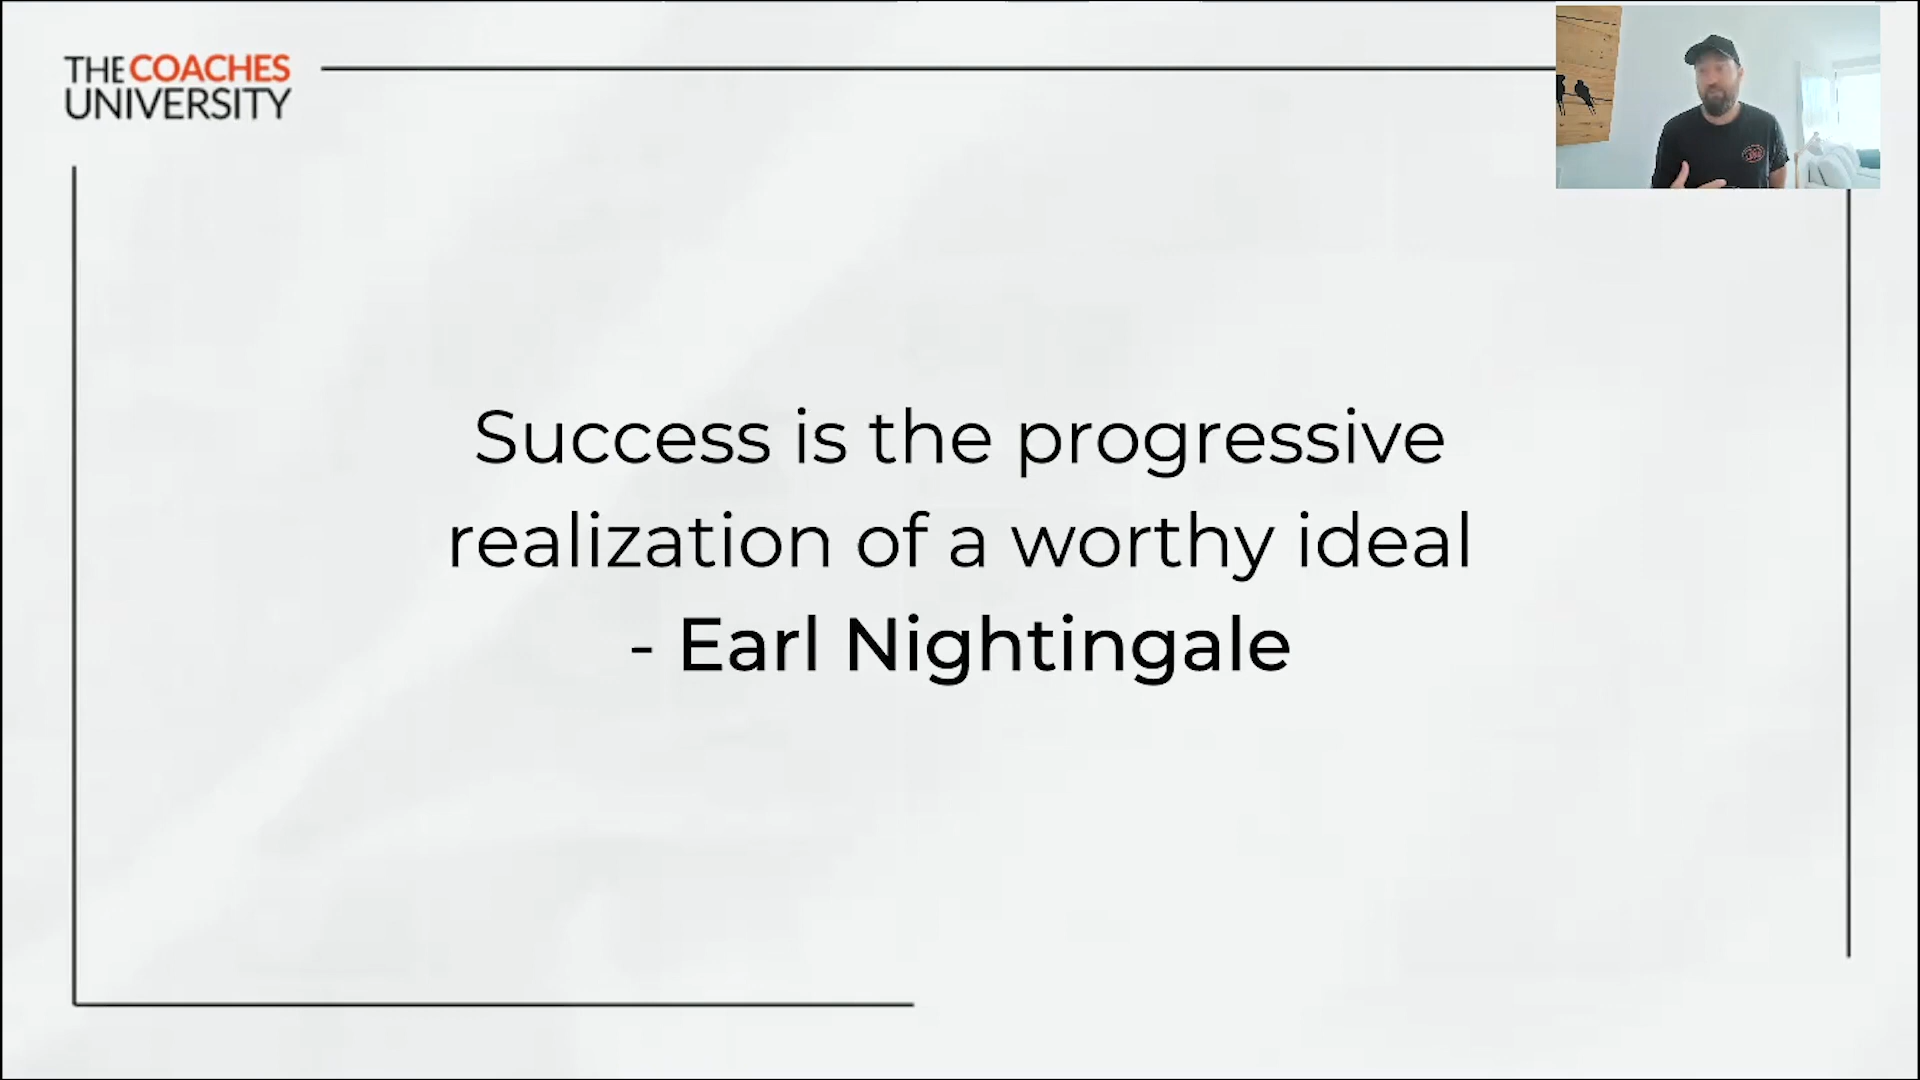 THE COACHES
UNIVERSITY
Success is the progressive
realization of a worthy ideal
- Earl Nightingale